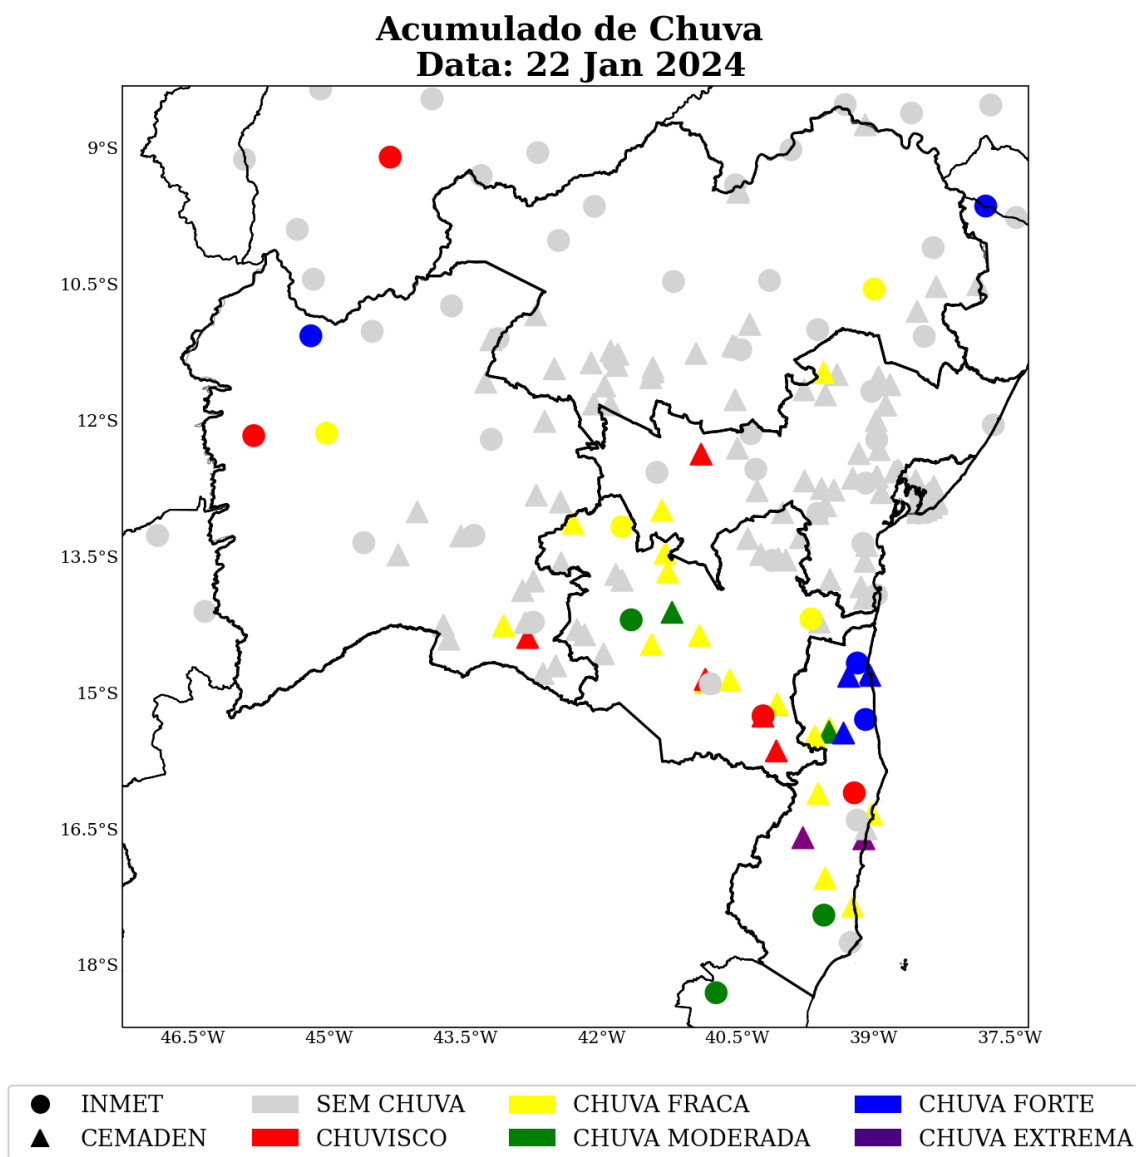 Acumulado de Chuva
Data: 22 Jan 2024
9°S
10.5°S
12°S
13.5°S
15°S
16.5°S
18°S
46.5°W 45°W 43.5°W 42°W 40.5°W 39°W 37.5°W
INMET SEM CHUVA CHUVA FRACA CHUVA FORTE
CEMADEN CHUVISCO CHUVA MODERADA CHUVA EXTREMA